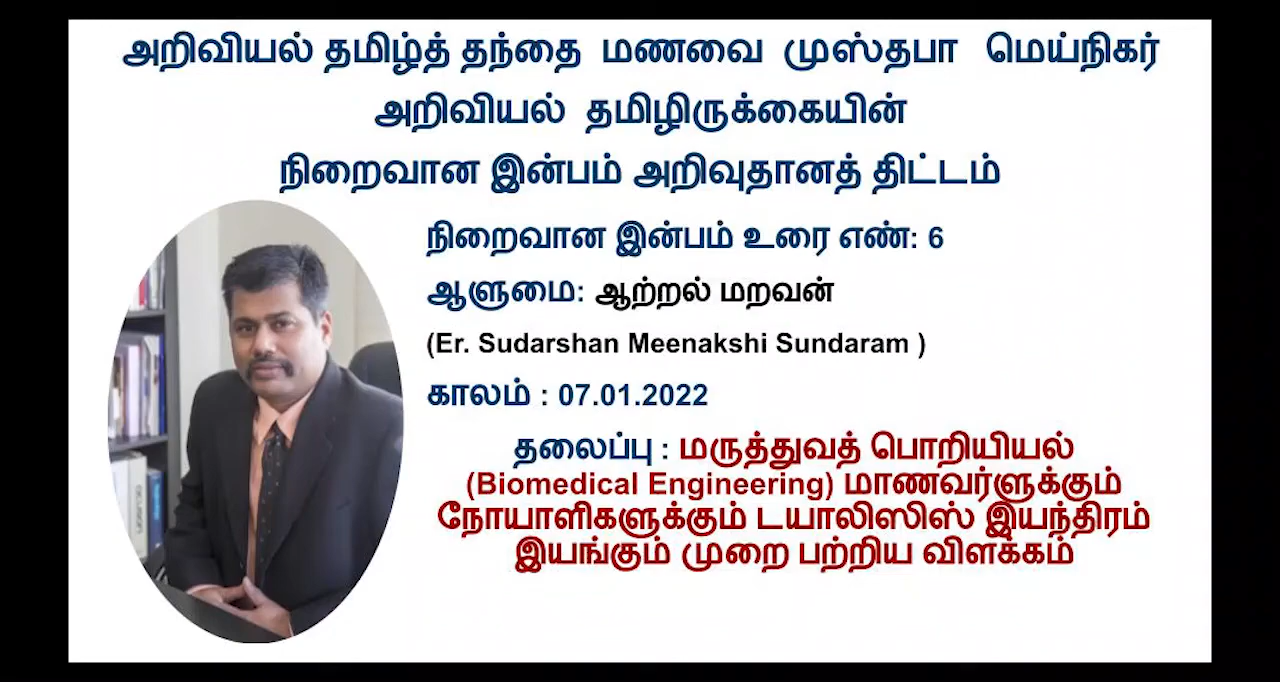 அறிவியல் தமிழ்த் தந்தை மணவை முஸ்தபா மெய்நிகர்
அறிவியல் தமிழிருக்கையின்
நிறைவான இன்பம் அறிவுதானத் திட்டம்
நிறைவான இன்பம் உரை எண்: 6
ஆளுமை: ஆற்றல் மறவன்
(Er. Sudarshan Meenakshi Sundaram )
காலம் : 07.01.2022
தலைப்பு : மருத்துவத் பொறியியல்
(Biomedical Engineering) மாணவர்ளுக்கும்
நோயாளிகளுக்கும் டயாலிஸிஸ் இயந்திரம்
இயங்கும் முறை பற்றிய விளக்கம்